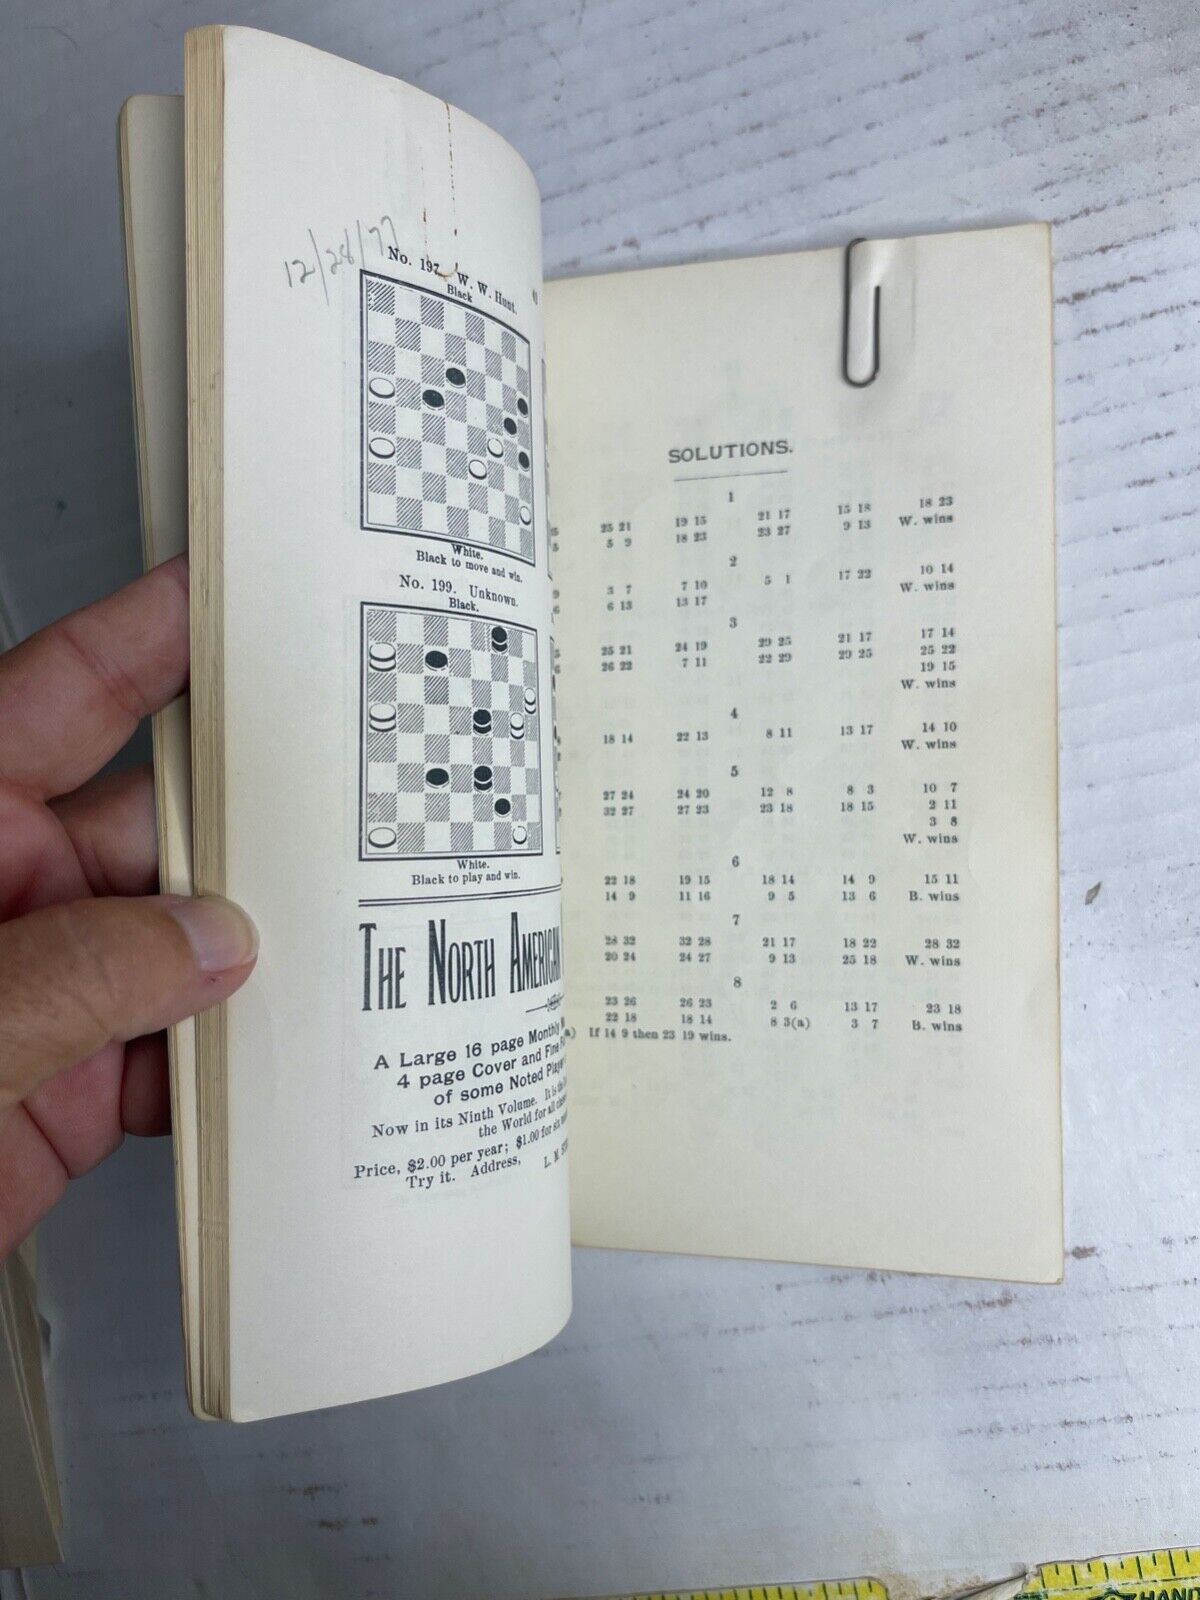 12/28/77
No. 197. W. W. Hunt.
Black
White.
Black to move and win.
No. 199. Unknown.
Black.
White.
Black to play and win.
THE NORTH AMERICAN
A Large 16 page Monthly
4 page Cover and Fine
of some Noted Player
Now in its Ninth Volume. It is
the World for all
Price, $2.00 per year; $1.00 for six
Try it. Address, L. M.
SOLUTIONS.
1
25 21 19 15 21 17 15 18 18 23
5 9 18 23 23 27 9 13 W. wins
2
3 7 7 10 5 1 17 22 10 14
6 13 13 17 W. wins
3
25 21 24 19 29 25 21 17 17 14
26 22 7 11 22 29 29 25 25 22
19 15
W. wins
4
18 14 22 13 8 11 13 17 14 10
W. wins
5
27 24 24 20 12 8 8 3 10 7
32 27 27 23 23 18 18 15 2 11
3 8
W. wins
6
22 18 19 15 18 14 14 9 15 11
14 9 11 16 9 5 13 6 B. wins
7
28 32 32 28 21 17 18 22 28 32
20 24 24 27 9 13 25 18 W. wins
8
23 26 26 23 2 6 13 17 23 18
22 18 18 14 8 3(a) 3 7 B. wins
) If 14 9 then 23 19 wins.
HANG